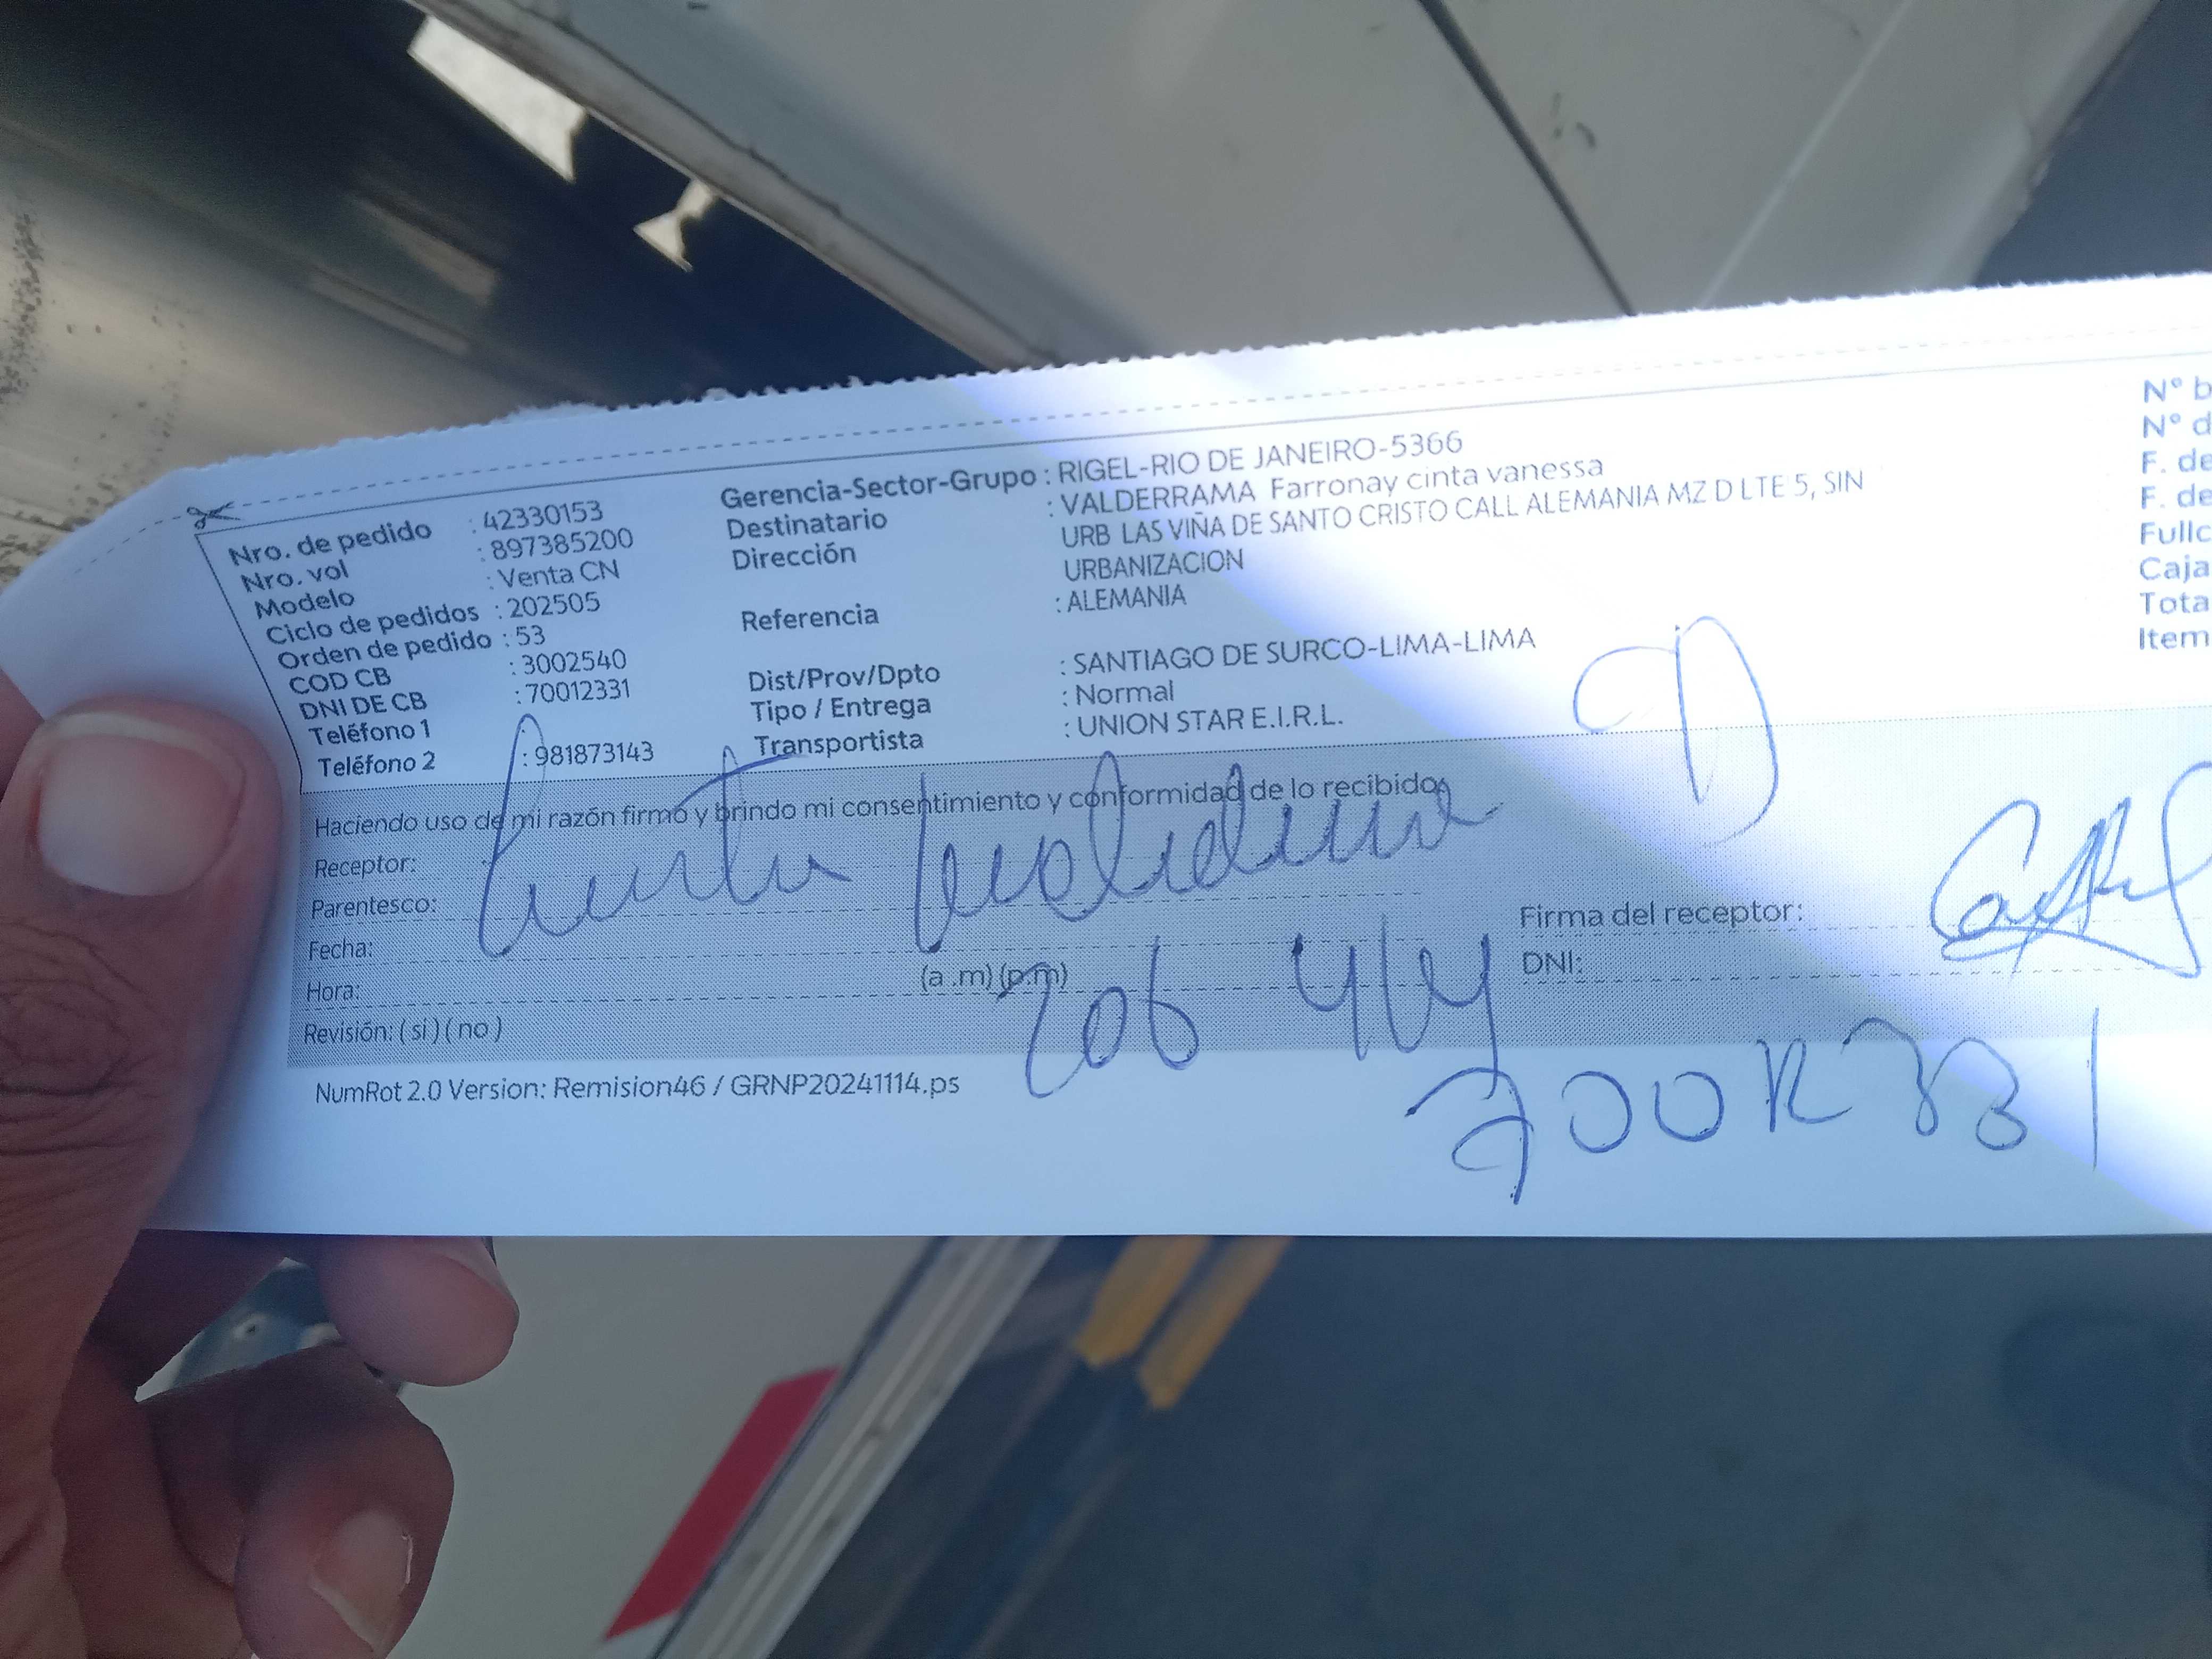 Nro. de pedido : 42330153
Nro. vol : 897385200
Modelo : Venta CN
Ciclo de pedidos : 202505
Orden de pedido : 53
COD CB : 3002540
DNI DE CB : 70012331
Teléfono 1 :
Teléfono 2 : 981873143
Gerencia-Sector-Grupo : RIGEL-RIO DE JANEIRO-5366
Destinatario : VALDERRAMA Farronay cinta vanessa
Dirección URB LAS VIÑA DE SANTO CRISTO CALL ALEMANIA MZ D LTE 5, SIN
URBANIZACION
Referencia : ALEMANIA
Dist/Prov/Dpto : SANTIAGO DE SURCO-LIMA-LIMA
Tipo / Entrega : Normal
Transportista : UNION STAR E.I.R.L.
N° b
N° d
F. de
F. de
Fullc
Caja
Tota
Item
Haciendo uso de mi razón firmo y brindo mi consentimiento y conformidad de lo recibido
Receptor:
Parentesco:
Fecha:
Hora: (a .m) (p.m)
Revisión: ( si ) ( no )
Firma del receptor:
DNI:
NumRot 2.0 Version: Remision46 / GRNP20241114.ps